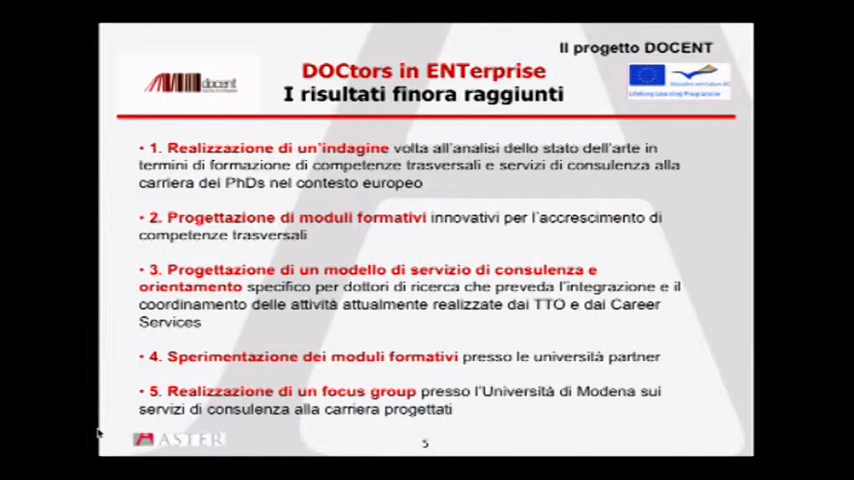 Il progetto DOCENT
docent
DOCtors in ENTerprise
I risultati finora raggiunti
Lifelong Learning Programme
• 1. Realizzazione di un'indagine volta all'analisi dello stato dell'arte in
termini di formazione di competenze trasversali e servizi di consulenza alla
carriera dei PhDs nel contesto europeo
• 2. Progettazione di moduli formativi innovativi per l'accrescimento di
competenze trasversali
• 3. Progettazione di un modello di servizio di consulenza e
orientamento specifico per dottori di ricerca che preveda l'integrazione e il
coordinamento delle attività attualmente realizzate dai TTO e dai Career
Services
• 4. Sperimentazione dei moduli formativi presso le università partner
• 5. Realizzazione di un focus group presso l'Università di Modena sui
servizi di consulenza alla carriera progettati
ASTER
5